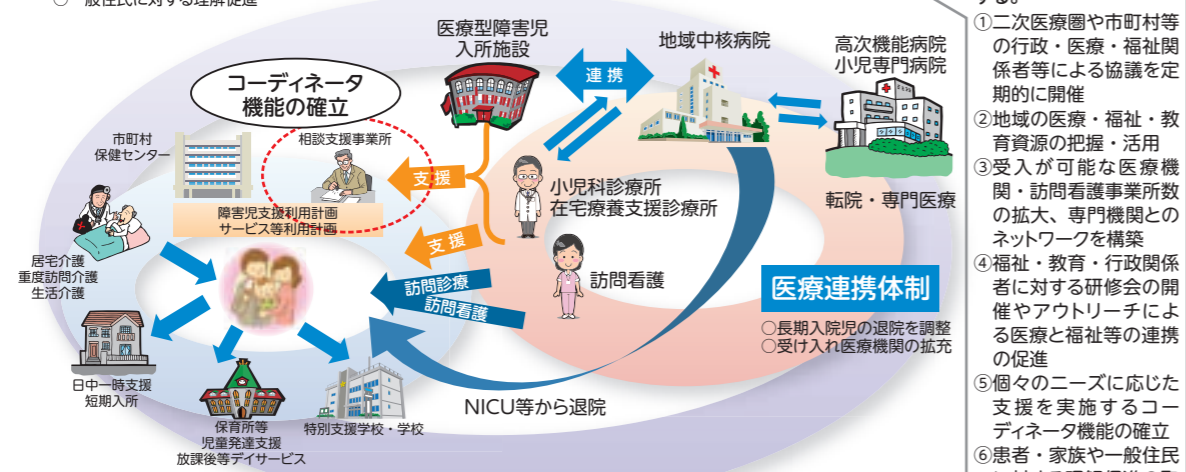 ○一般住民に対する理解促進
医療型障害児
入所施設
地域中核病院
高次機能病院
小児専門病院
連携
コーディネータ
機能の確立
市町村
保健センター
相談支援事業所
支援
小児科診療所
在宅療養支援診療所
転院・専門医療
障害児支援利用計画
サービス等利用計画
支援
居宅介護
重度訪問介護
生活介護
訪問診療
訪問看護
訪問看護
医療連携体制
○長期入院児の退院を調整
○受け入れ医療機関の拡充
日中一時支援
短期入所
NICU等から退院
保育所等
児童発達支援
放課後等デイサービス
特別支援学校・学校
する。
①二次医療圏や市町村等
の行政・医療・福祉関
係者等による協議を定
期的に開催
②地域の医療・福祉・教
育資源の把握・活用
③受入が可能な医療機
関・訪問看護事業所数
の拡大、専門機関との
ネットワークを構築
④福祉・教育・行政関係
者に対する研修会の開
催やアウトリーチによ
る医療と福祉等の連携
の促進
⑤個々のニーズに応じた
支援を実施するコー
ディネータ機能の確立
⑥患者・家族や一般住民